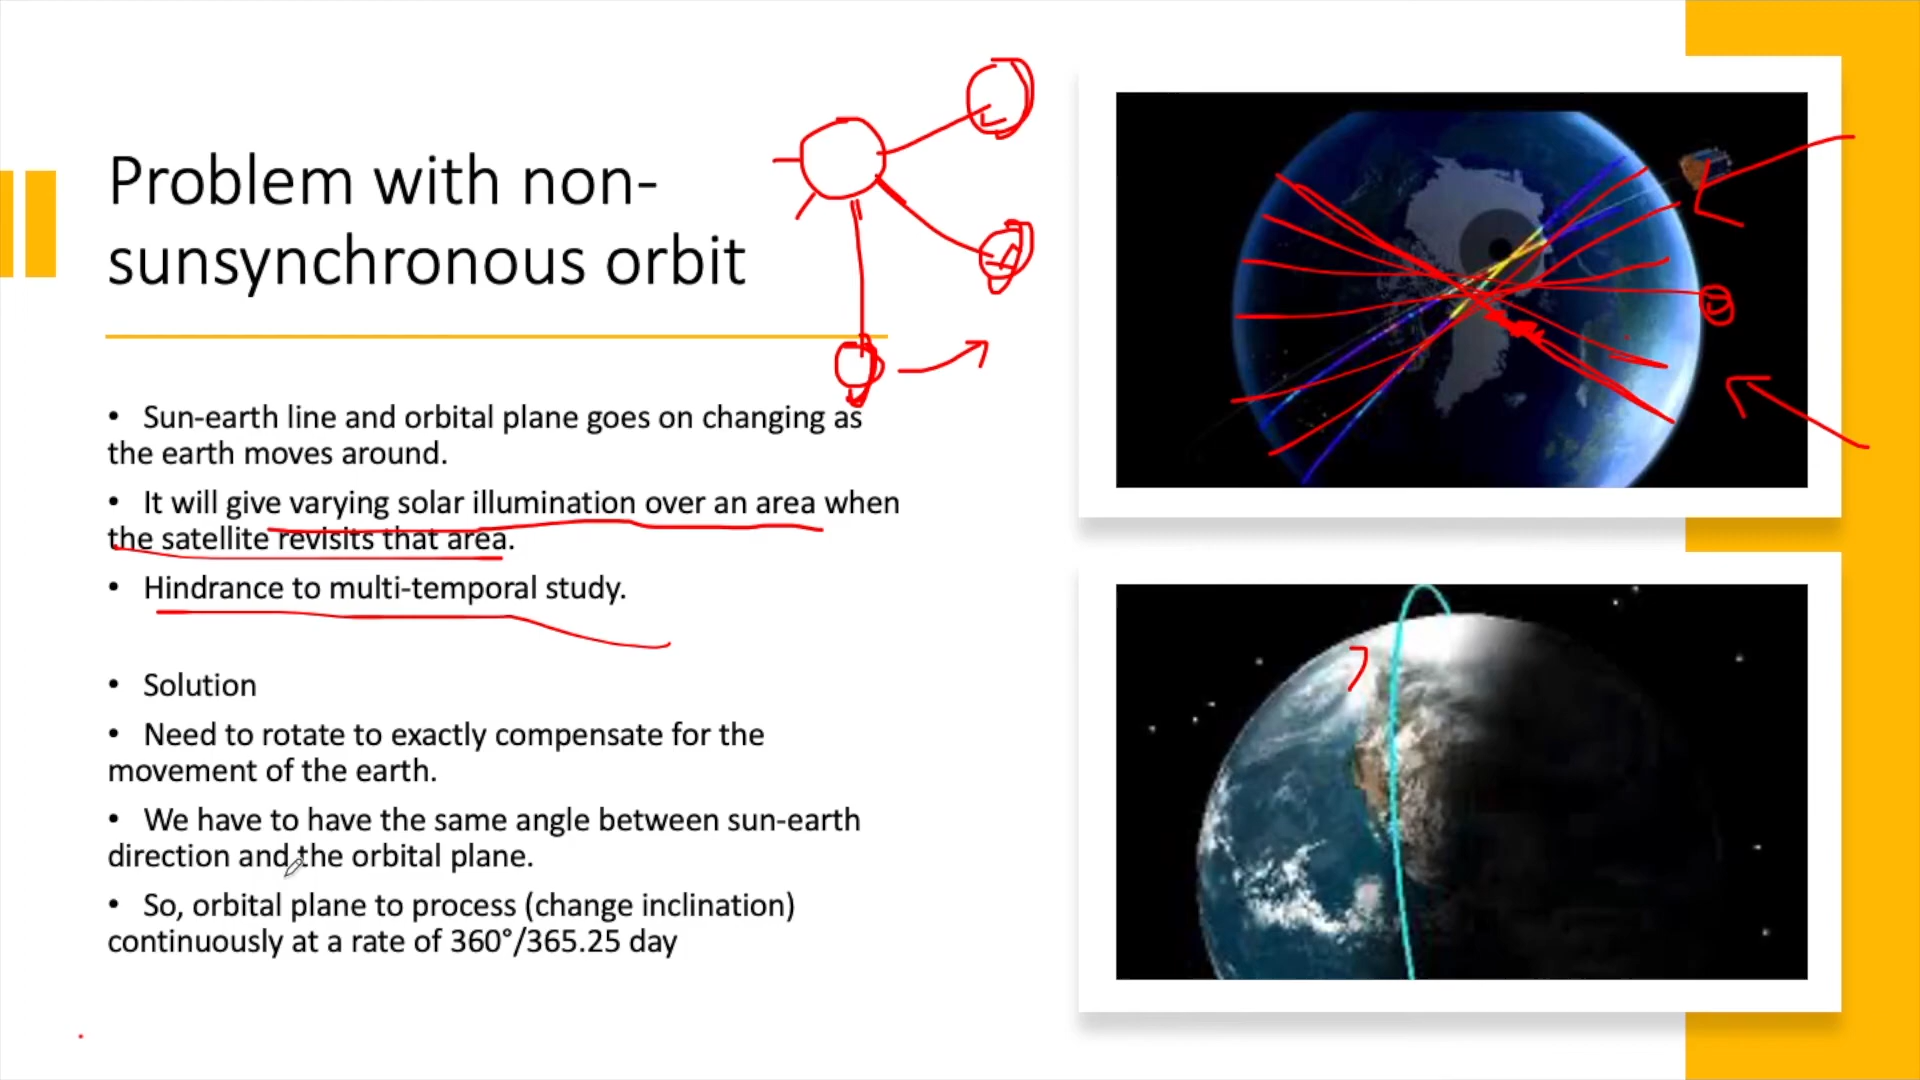 Problem with non-
sunsynchronous orbit
• Sun-earth line and orbital plane goes on changing as
the earth moves around.
• It will give varying solar illumination over an area when
the satellite revisits that area.
• Hindrance to multi-temporal study.
• Solution
• Need to rotate to exactly compensate for the
movement of the earth.
• We have to have the same angle between sun-earth
direction and the orbital plane.
• So, orbital plane to process (change inclination)
continuously at a rate of 360°/365.25 day